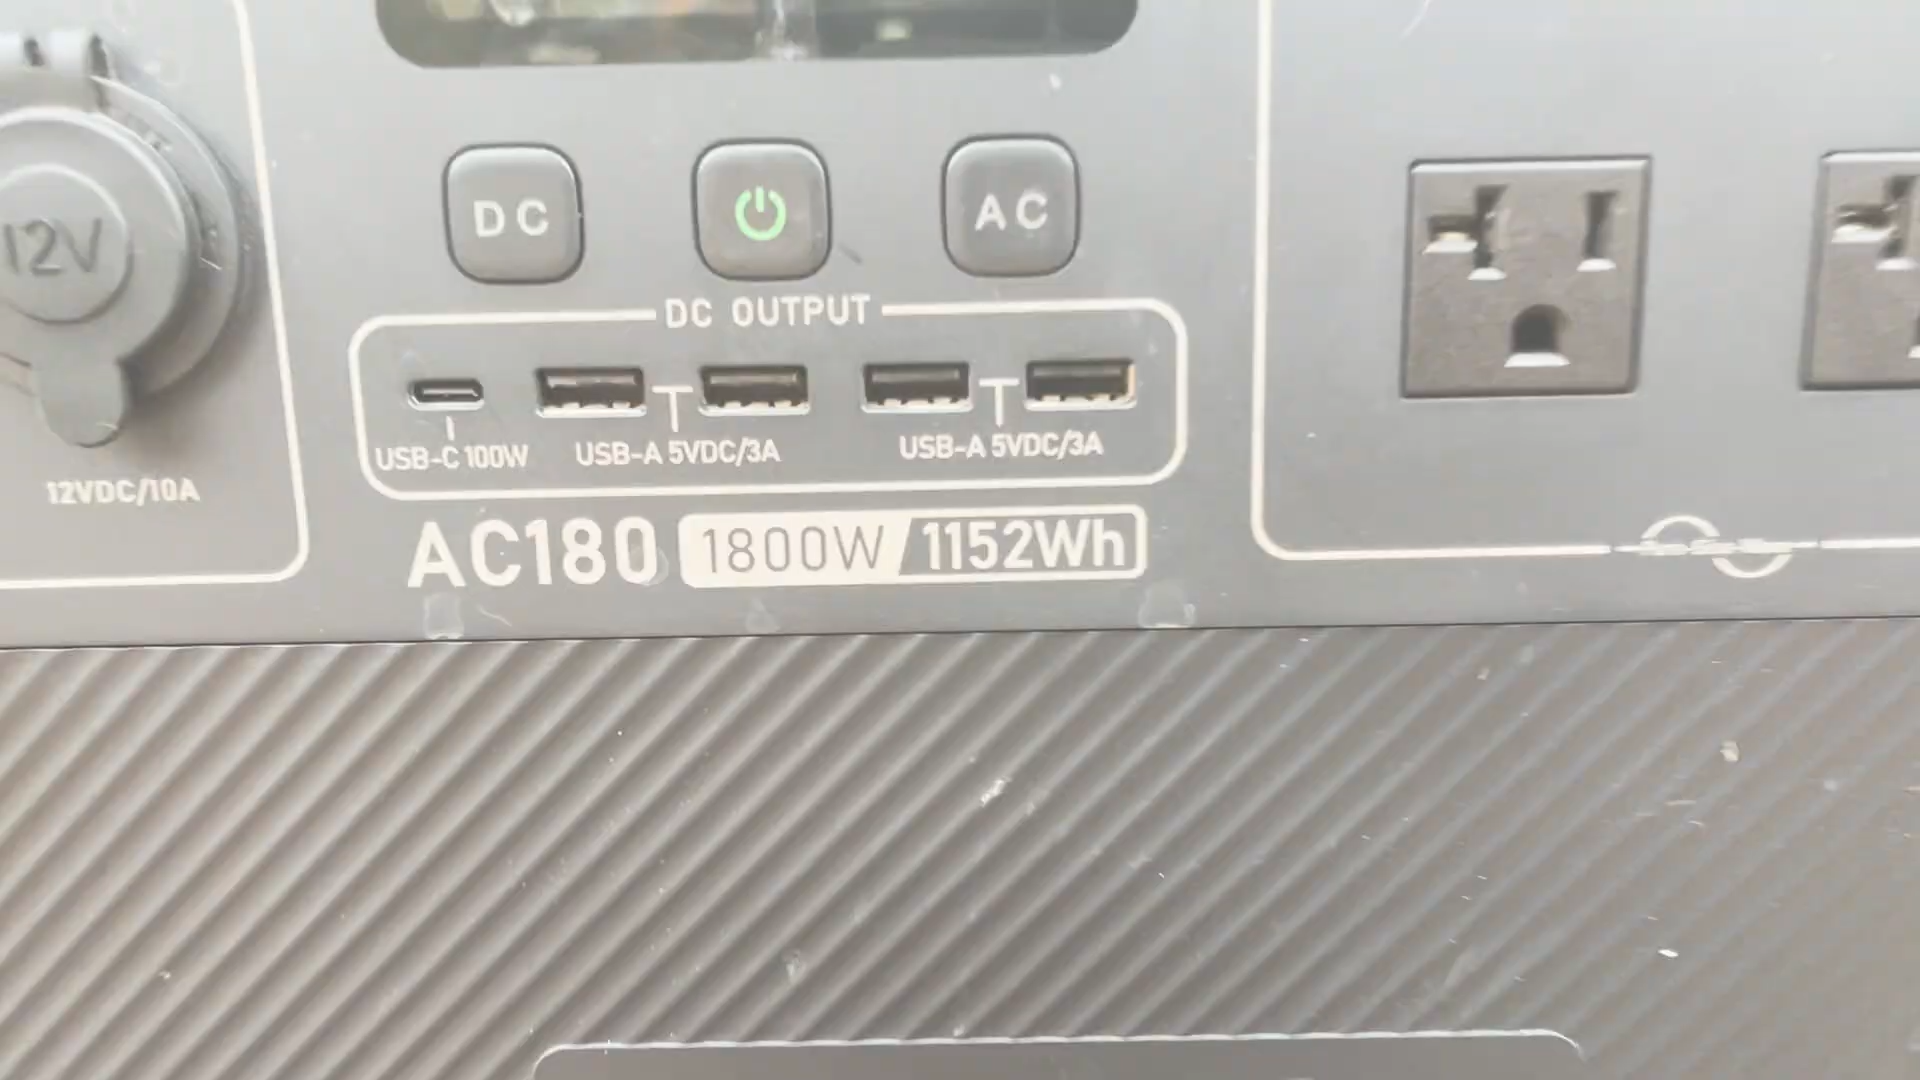 12V
12VDC/10A
DC
AC
DC OUTPUT
USB-C 100W
USB-A 5VDC/3A
USB-A 5VDC/3A
AC180 1800W/1152Wh